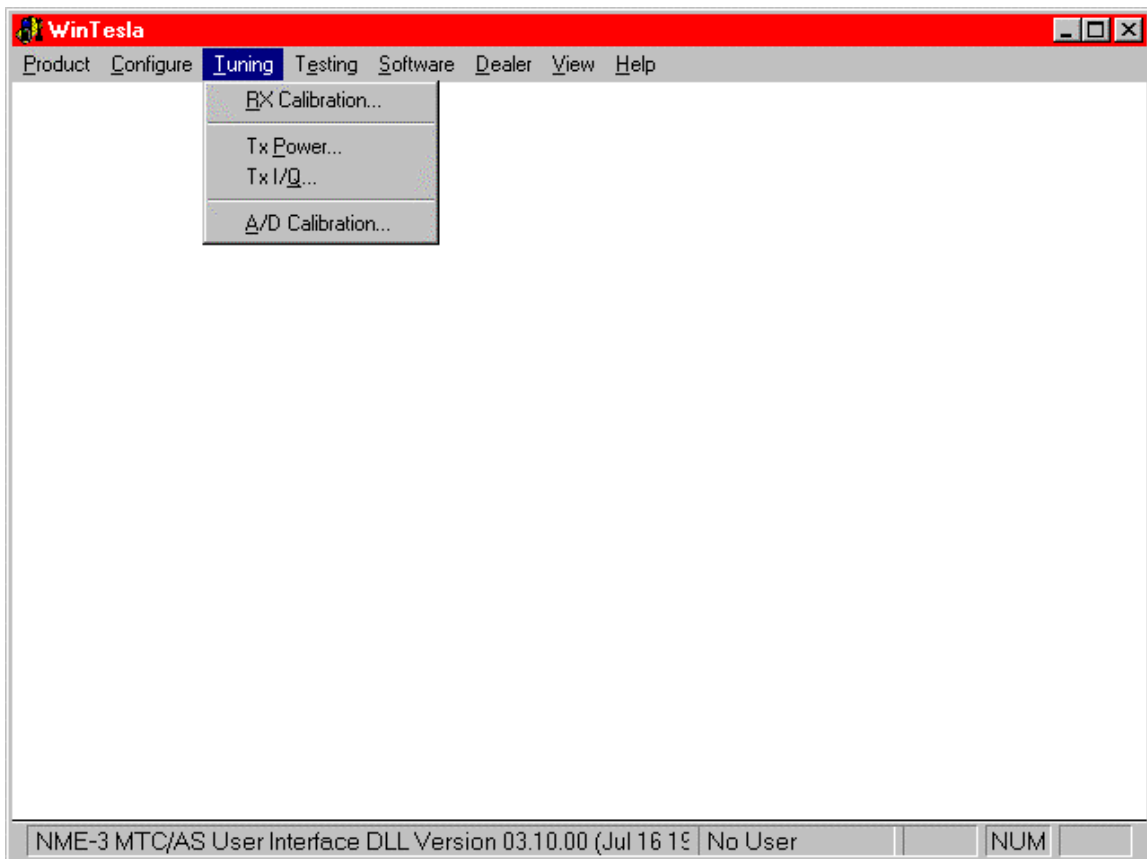 WinTesla
Product Configure Tuning Testing Software Dealer View Help
RX Calibration...
Tx Power...
Tx I/Q...
A/D Calibration...
NME-3 MTC/AS User Interface DLL Version 03.10.00 (Jul 16 19 No User NUM